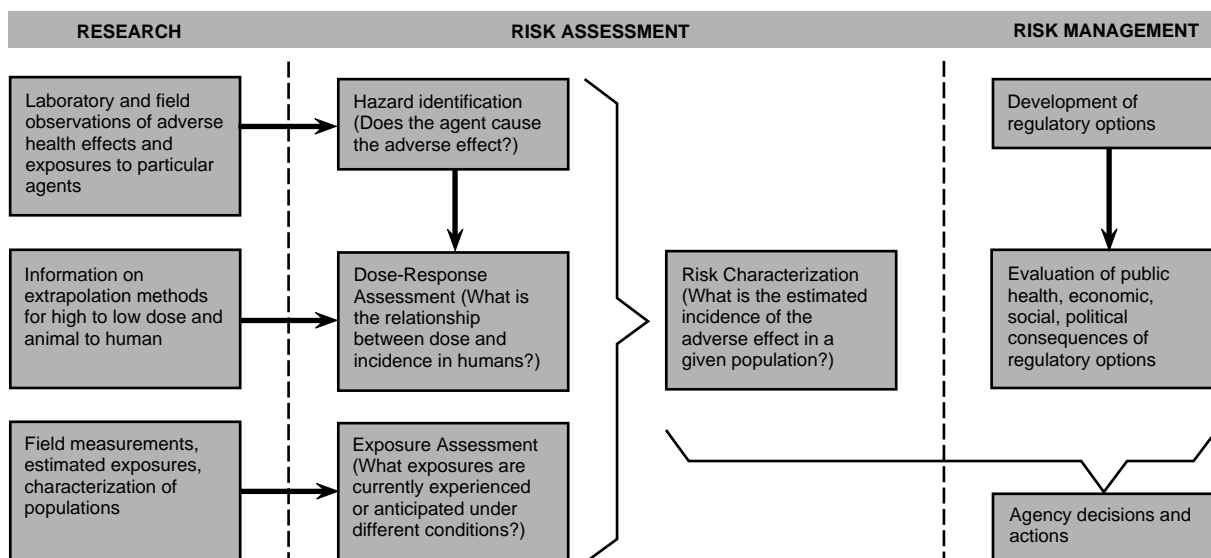 RESEARCH
RISK ASSESSMENT
RISK MANAGEMENT
Laboratory and field
observations of adverse
health effects and
exposures to particular
agents
Hazard identification
(Does the agent cause
the adverse effect?)
Development of
regulatory options
Information on
extrapolation methods
for high to low dose and
animal to human
Dose-Response
Assessment (What is
the relationship
between dose and
incidence in humans?)
Risk Characterization
(What is the estimated
incidence of the
adverse effect in a
given population?)
Evaluation of public
health, economic,
social, political
consequences of
regulatory options
Field measurements,
estimated exposures,
characterization of
populations
Exposure Assessment
(What exposures are
currently experienced
or anticipated under
different conditions?)
Agency decisions and
actions